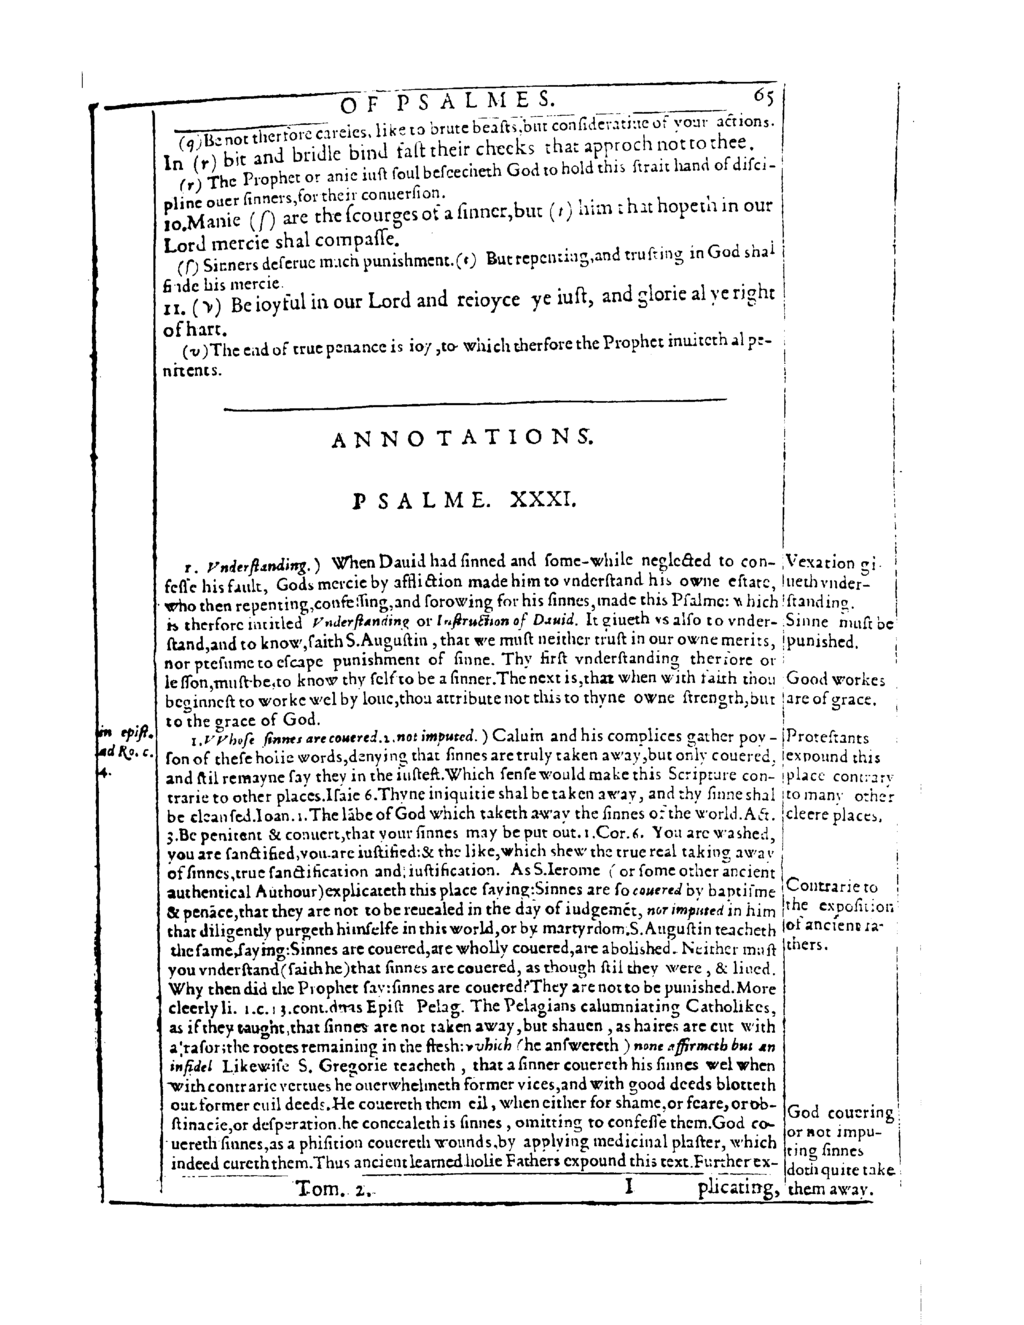 OF PSALMES. 65
(q) Be not therfore careles, like to brute beaſts, but conſideratiue of your actions.
In (r) bit and bridle bind faſt their cheeks that approch not to thee.
(r) The Prophet or anie iuſt ſoul beſeecheth God to hold this ſtrait hand of diſci-
pline ouer ſinners, for their conuerſion.
10. Manie (ſ) are the ſcourges of a ſinner, but (t) him that hopeth in our
Lord mercie shal compaſſe.
(ſ) Sinners deſerue much punishment. (t) But repenting, and truſting in God shal
finde his mercie.
11. (v) Be ioyful in our Lord and reioyce ye iuſt, and glorie al ye right
of hart.
(v) The end of true penance is ioy, to which therfore the Prophet inuiteth al pe-
nitents.
ANNOTATIONS.
PSALME. XXXI.
1. Vnderſtanding.) When Dauid had ſinned and ſome-while neglected to con-
feſſe his fault, Gods mercie by affliction made him to vnderſtand his owne eſtate,
who then repenting, confeſſing, and ſorowing for his ſinnes, made this Pſalme: which
is therfore intitled Vnderſtanding or Inſtruction of Dauid. It giueth vs alſo to vnder-
ſtand, and to know, ſaith S. Auguſtin, that we muſt neither truſt in our owne merits,
nor preſume to eſcape punishment of ſinne. Thy firſt vnderſtanding therfore or
leſſon, muſt be, to know thy ſelf to be a ſinner. The next is, that when with faith thou
beginneſt to worke wel by loue, thou attribute not this to thyne owne ſtrength, but
to the grace of God.
1. VVhoſe ſinnes are couered. 2. not imputed.) Caluin and his complices gather poy-
ſon of theſe holie words, denying that ſinnes are truly taken away, but only couered,
and ſtil remayne ſay they in the iuſteſt. Which ſenſe would make this Scripture con-
trarie to other places. Iſaie 6. Thyne iniquitie shal be taken away, and thy ſinne shal
be cleanſed. Ioan. 1. The lābe of God which taketh away the ſinnes of the world. Act.
3. Be penitent & conuert, that your ſinnes may be put out. 1. Cor. 6. You are washed,
you are ſanctified, you are iuſtified: & the like, which shew the true real taking away
of ſinnes, true ſanctification and iuſtification. As S. Ierome (or ſome other ancient
authentical Authour) explicateth this place ſaying: Sinnes are ſo couered by baptiſme
& penāce, that they are not to be reuealed in the day of iudgemēt, nor imputed in him
that diligently purgeth himſelfe in this world, or by martyrdom. S. Auguſtin teacheth
the ſame, ſaying: Sinnes are couered, are wholly couered, are abolished. Neither muſt
you vnderſtand (ſaith he) that ſinnes are couered, as though ſtil they were, & liued.
Why then did the Prophet ſay: ſinnes are couered? They are not to be punished. More
cleerly li. 1. c. 13. cont. duas Epiſt Pelag. The Pelagians calumniating Catholikes,
as if they taught, that ſinnes are not taken away, but shauen, as haires are cut with
a raſor; the rootes remaining in the flesh: vvhich (he anſwereth) none affirmeth but an
infidel Likewiſe S. Gregorie teacheth, that a ſinner couereth his ſinnes wel when
with contrarie vertues he ouerwhelmeth former vices, and with good deeds blotteth
out former euil deeds. He couereth them eil, when either for shame, or feare, or ob-
ſtinacie, or deſperation, he concealeth is ſinnes, omitting to confeſſe them. God co-
uereth ſinnes, as a phiſition couereth wounds, by applying medicinal plaſter, which
indeed cureth them. Thus ancient learned holie Fathers expound this text. Further ex-
Tom. 2. I plicating,
in epiſt.
ad Ro. c.
4.
Vexation gi-
ueth vnder-
ſtanding.
Sinne muſt be
punished.
Good workes
are of grace.
Proteſtants
expound this
place contrary
to many other
cleere places.
Contrarie to
the expoſition
of ancient fa-
thers.
God couering
or not impu-
ting ſinnes
doth quite take
them away.